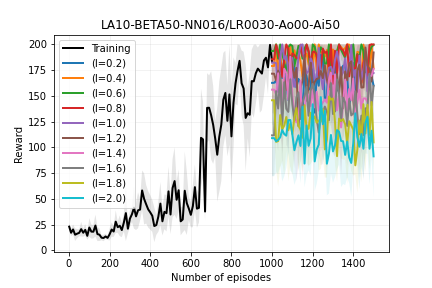 LA10-BETA50-NN016/LR0030-Ao00-Ai50
Reward
200
175
150
125
100
75
50
25
0
Training
(l=0.2)
(l=0.4)
(l=0.6)
(l=0.8)
(l=1.0)
(l=1.2)
(l=1.4)
(l=1.6)
(l=1.8)
(l=2.0)
0 200 400 600 800 1000 1200 1400
Number of episodes